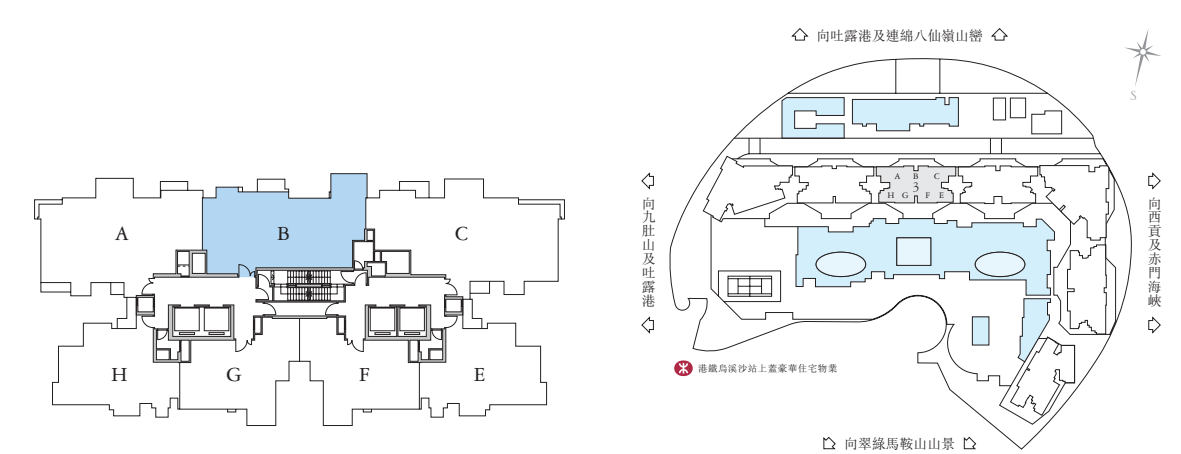 A
B
C
H
G
F
E
向吐露港及連綿八仙嶺山巒
S
A B C
3
H G F E
向九肚山及吐露港
向西貢及赤門海峽
港鐵烏溪沙站上蓋豪華住宅物業
向翠綠馬鞍山山景